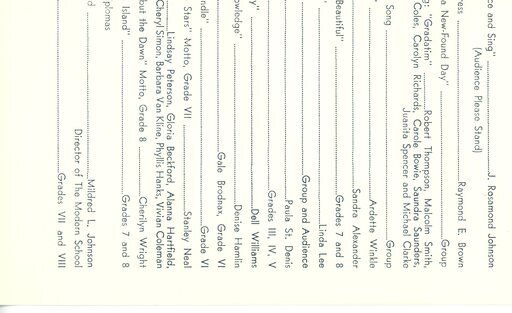 ce and Sing" ........ J. Rosamond Johnson
(Audience Please Stand)
ress ........ Raymond E. Brown
a New-Found Day" ........ Group
gi, "Gradatim" ........ Robert Thompson, Malcolm Smith,
Coles, Carolyn Richards, Carole Bowie, Saundra Saunders,
Juanita Spencer and Michael Clarke
Song ........ Group
........ Ardette Winkle
........ Sandra Alexander
Beautiful" ........ Grades 7 and 8
........ Linda Lee
........ Group and Audience
........ Paula St. Denis
........ Grades III, IV, V
y" ........ Dell Williams
owledge" ........ Denise Hamlin
........ Gale Brodnax, Grade VI
ndle" ........ Grade VI
Stars" Motto, Grade VII ........ Stanley Neal
........ Lindsay Peterson, Gloria Beckford, Alanna Hartfield,
Cheryl Simon, Barbara Van Kline, Phyllis Hanks, Vivian Coleman
but the Dawn" Motto, Grade 8 ........ Cherlyn Wright
Island" ........ Grades 7 and 8
plomas
d ........ Mildred L. Johnson
Director of The Modern School
........ Grades VII and VIII